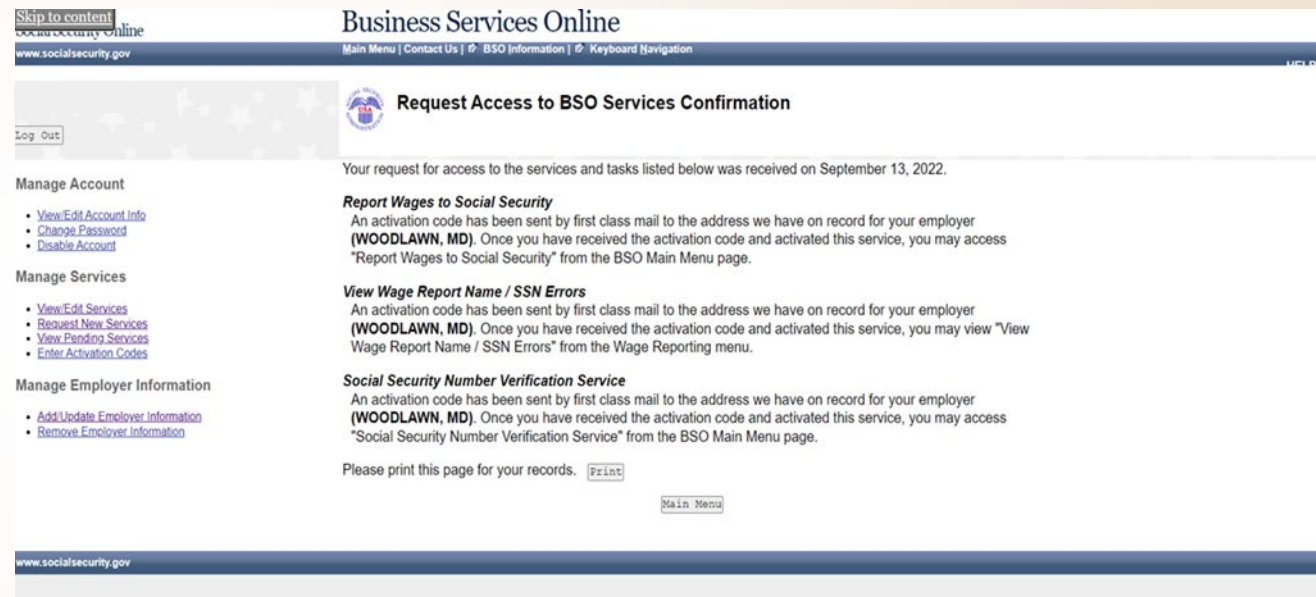 Skip to content
Social Security Online
Business Services Online
www.socialsecurity.gov
Main Menu | Contact Us | BSO Information | Keyboard Navigation
HELP
Request Access to BSO Services Confirmation
Log Out
Your request for access to the services and tasks listed below was received on September 13, 2022.
Manage Account
View/Edit Account Info
Change Password
Disable Account
Manage Services
View/Edit Services
Request New Services
View Pending Services
Enter Activation Codes
Manage Employer Information
Add/Update Employer Information
Remove Employer Information
Report Wages to Social Security
An activation code has been sent by first class mail to the address we have on record for your employer
(WOODLAWN, MD). Once you have received the activation code and activated this service, you may access
"Report Wages to Social Security" from the BSO Main Menu page.
View Wage Report Name / SSN Errors
An activation code has been sent by first class mail to the address we have on record for your employer
(WOODLAWN, MD). Once you have received the activation code and activated this service, you may view "View
Wage Report Name / SSN Errors" from the Wage Reporting menu.
Social Security Number Verification Service
An activation code has been sent by first class mail to the address we have on record for your employer
(WOODLAWN, MD). Once you have received the activation code and activated this service, you may access
"Social Security Number Verification Service" from the BSO Main Menu page.
Please print this page for your records. Print
Main Menu
www.socialsecurity.gov